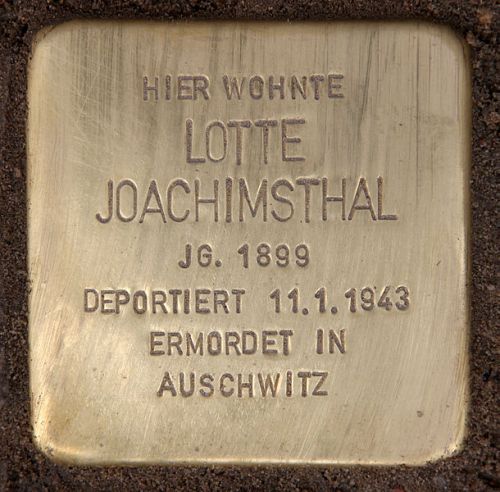 HIER WOHNTE
LOTTE
JOACHIMSTHAL
JG. 1899
DEPORTIERT 11.1.1943
ERMORDET IN
AUSCHWITZ